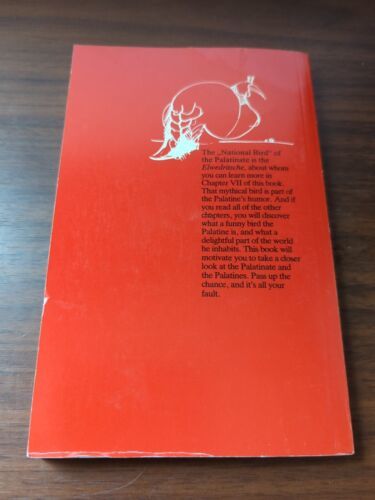 The „National Bird" of
the Palatinate is the
Elwedritsche, about whom
you can learn more in
Chapter VII of this book.
That mythical bird is part of
the Palatine's humor. And if
you read all of the other
chapters, you will discover
what a funny bird the
Palatine is, and what a
delightful part of the world
he inhabits. This book will
motivate you to take a closer
look at the Palatinate and
the Palatines. Pass up the
chance, and it's all your
fault.